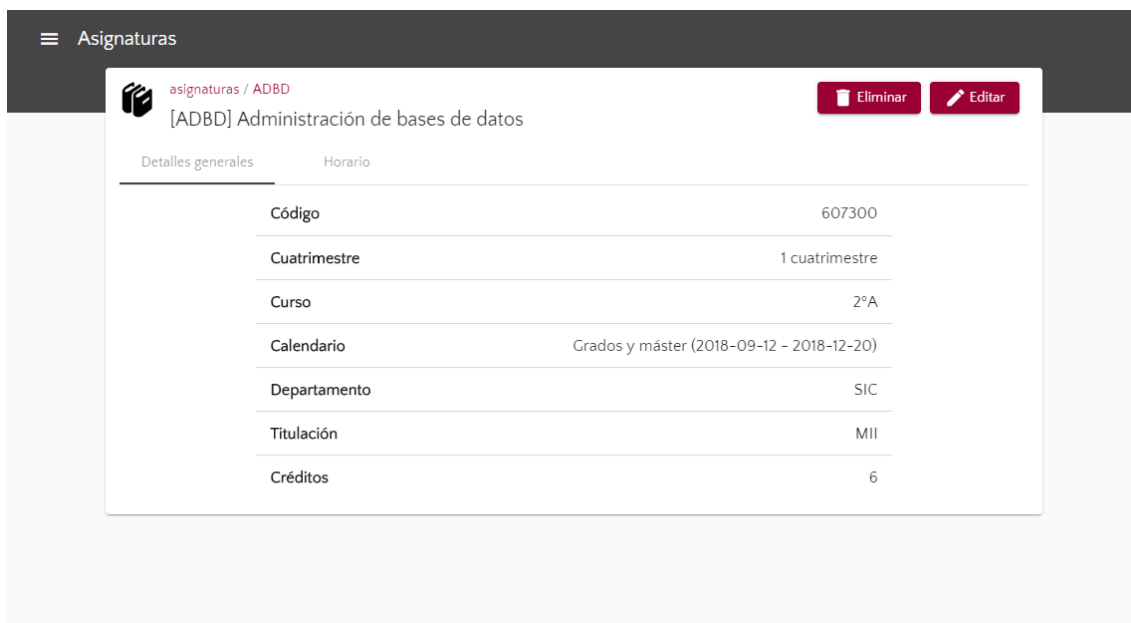 Asignaturas
asignaturas / ADBD
[ADBD] Administración de bases de datos
Eliminar
Editar
Detalles generales Horario
Código 607300
Cuatrimestre 1 cuatrimestre
Curso 2ºA
Calendario Grados y máster (2018-09-12 - 2018-12-20)
Departamento SIC
Titulación MII
Créditos 6